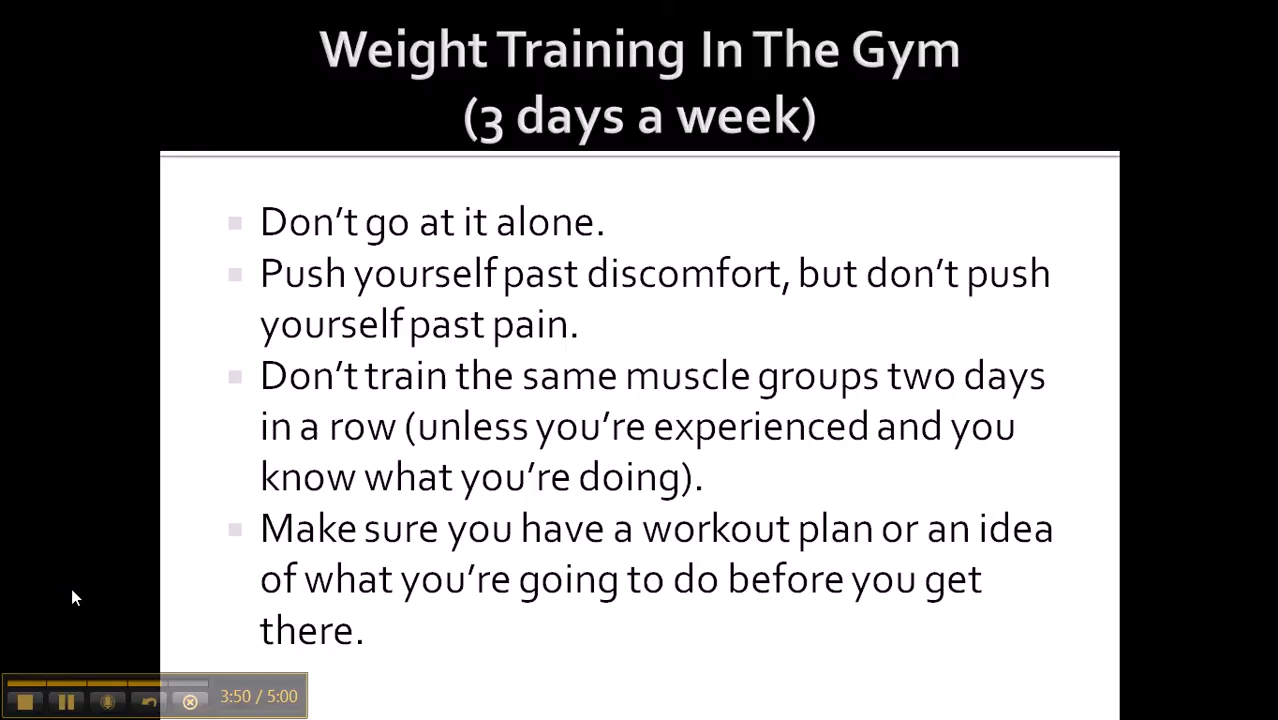 Weight Training In The Gym
(3 days a week)
Don't go at it alone.
Push yourself past discomfort, but don't push
yourself past pain.
Don't train the same muscle groups two days
in a row (unless you're experienced and you
know what you're doing).
Make sure you have a workout plan or an idea
of what you're going to do before you get
there.
3:50 / 5:00